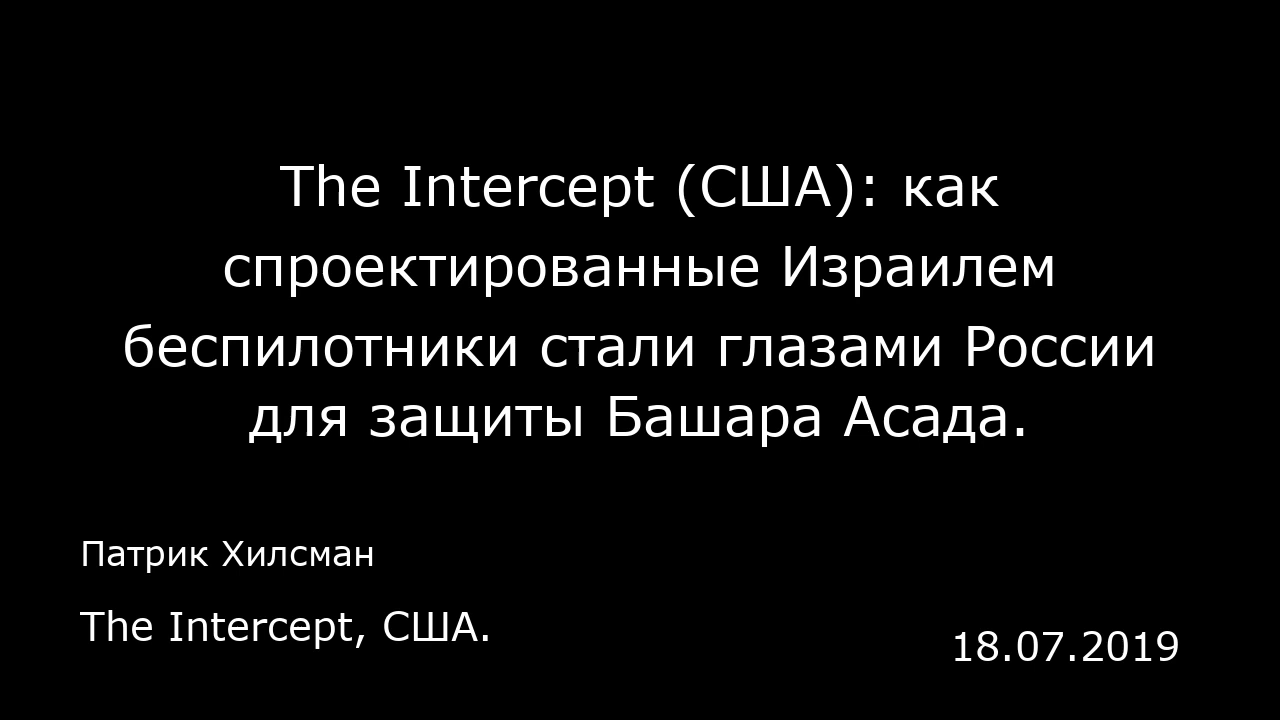 The Intercept (США): как
спроектированные Израилем
беспилотники стали глазами России
для защиты Башара Асада.
Патрик Хилсман
The Intercept, США.
18.07.2019